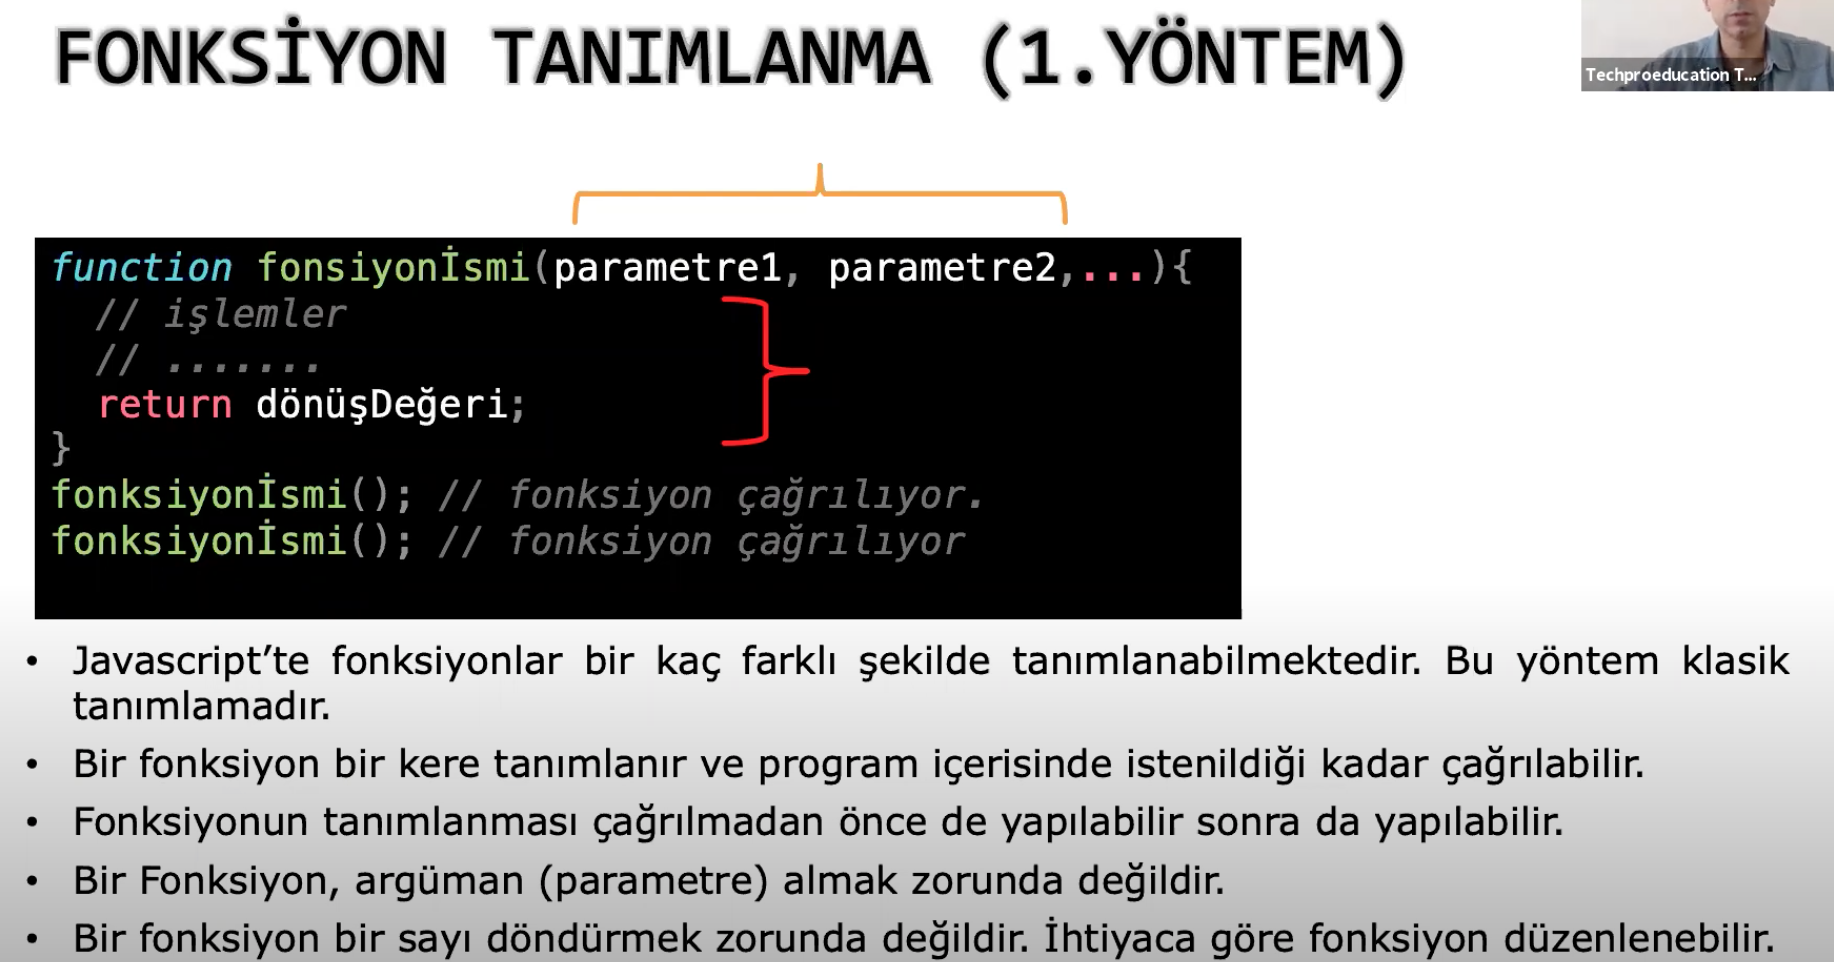 FONKSİYON TANIMLANMA (1.YÖNTEM)
Techproeducation T...
function fonsiyonİsmi(parametre1, parametre2,...){
// işlemler
// .......
return dönüşDeğeri;
}
fonksiyonİsmi(); // fonksiyon çağrılıyor.
fonksiyonİsmi(); // fonksiyon çağrılıyor
• Javascript’te fonksiyonlar bir kaç farklı şekilde tanımlanabilmektedir. Bu yöntem klasik
tanımlamadır.
• Bir fonksiyon bir kere tanımlanır ve program içerisinde istenildiği kadar çağrılabilir.
• Fonksiyonun tanımlanması çağrılmadan önce de yapılabilir sonra da yapılabilir.
• Bir Fonksiyon, argüman (parametre) almak zorunda değildir.
• Bir fonksiyon bir sayı döndürmek zorunda değildir. İhtiyaca göre fonksiyon düzenlenebilir.